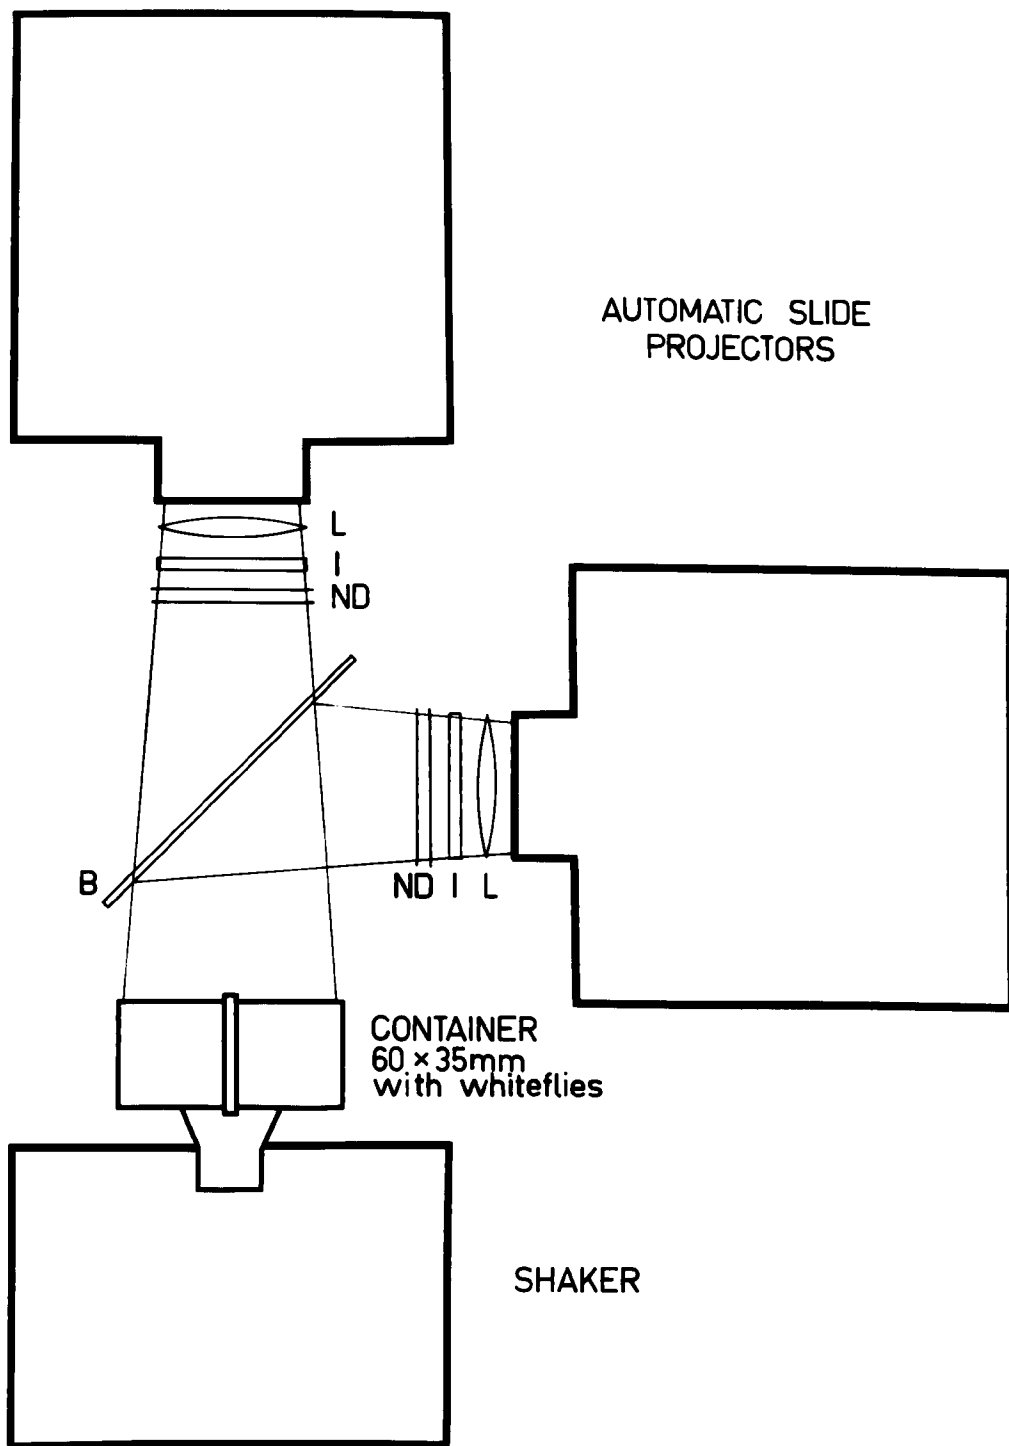 AUTOMATIC SLIDE
PROJECTORS
L
I
ND
B
ND I L
CONTAINER
60 × 35mm
with whiteflies
SHAKER